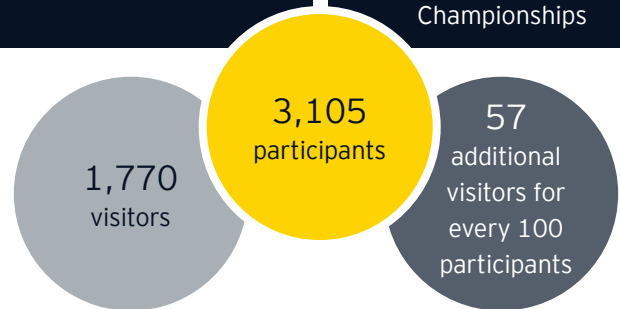 Championships
3,105
participants
1,770
visitors
57
additional
visitors for
every 100
participants